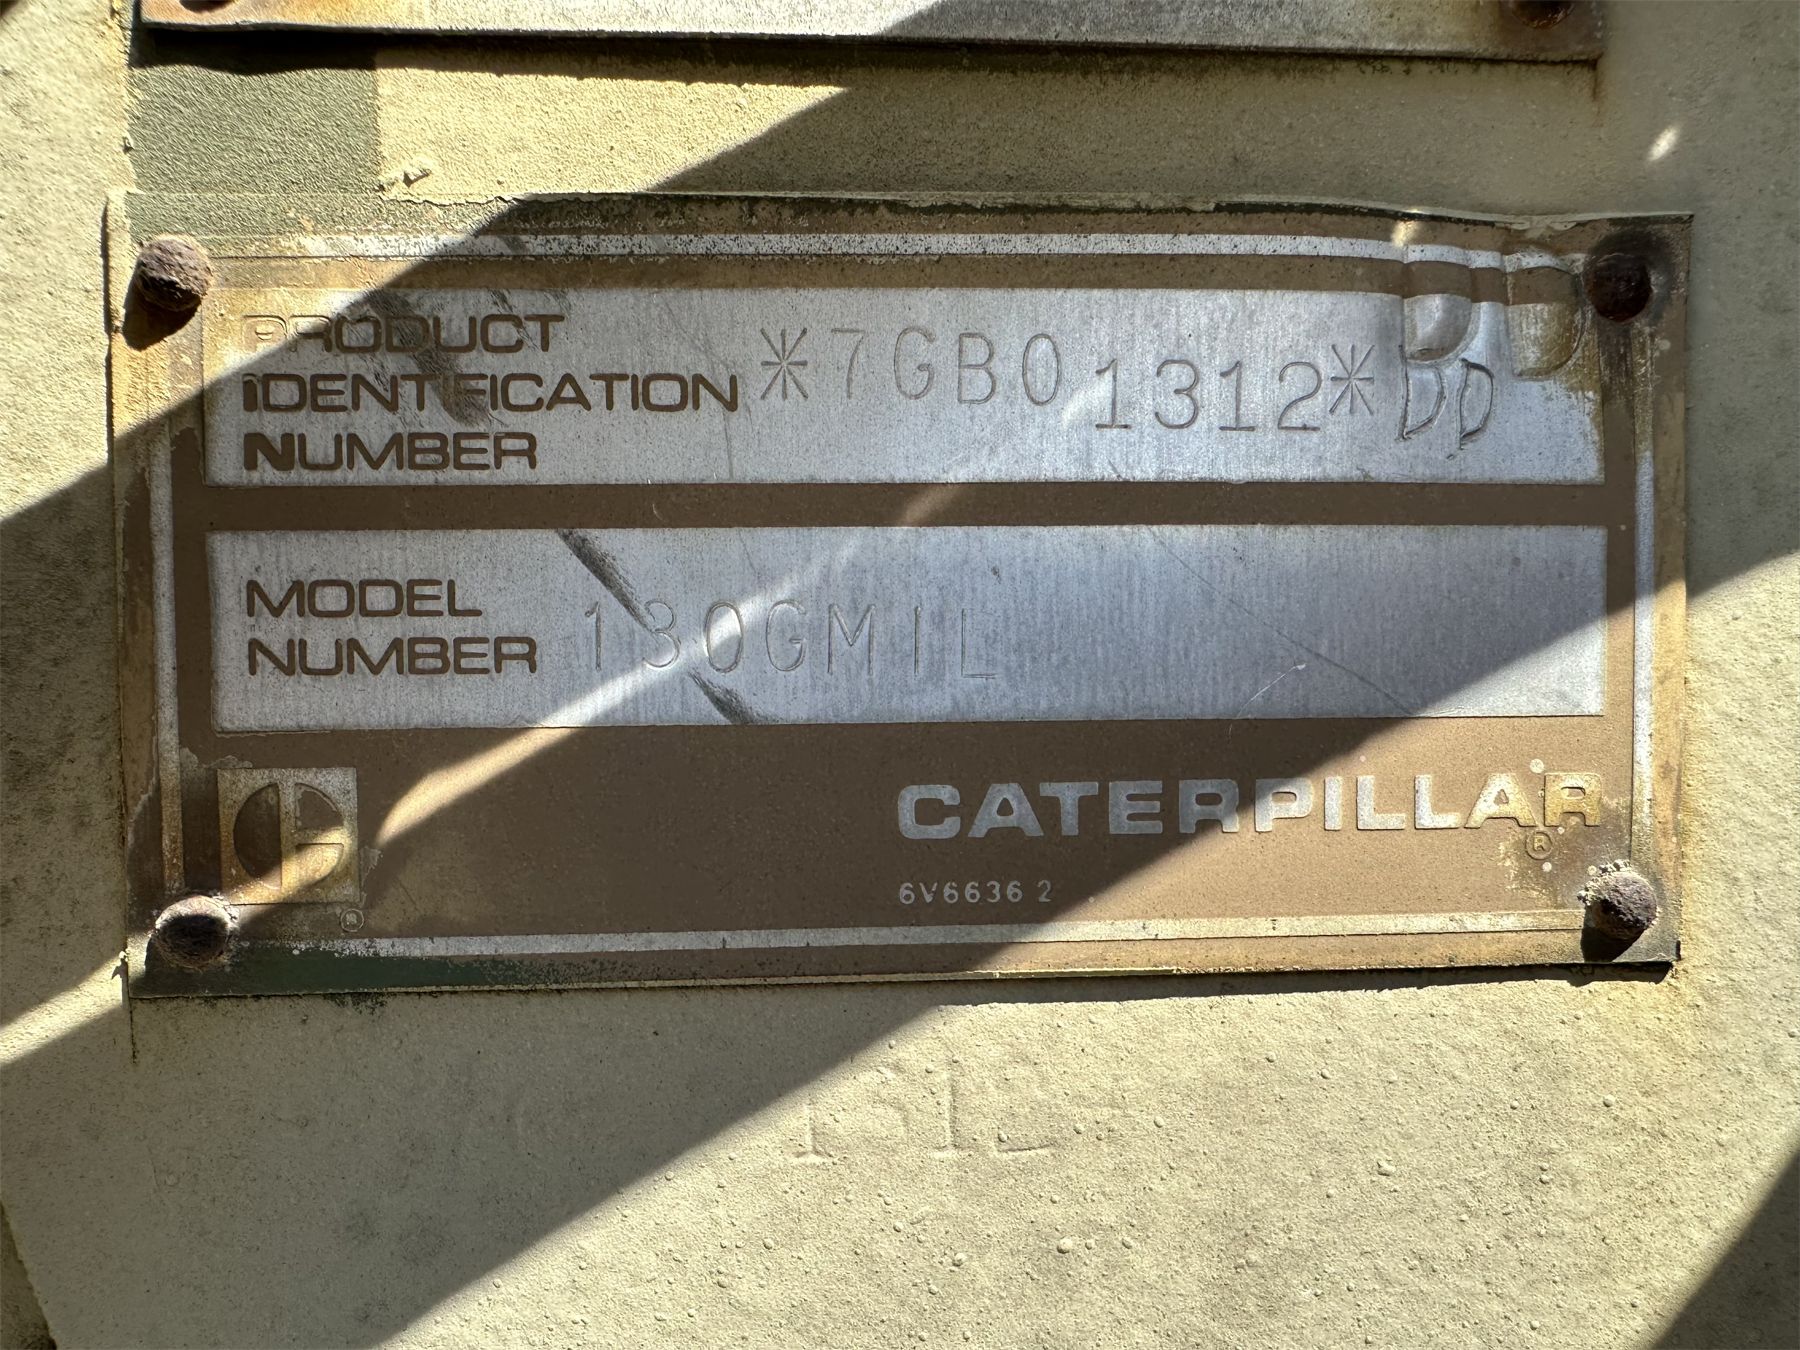 PRODUCT
IDENTIFICATION
NUMBER
*7GB01312*DD
MODEL
NUMBER
130GMIL
CATERPILLAR®
®
6V6636 2